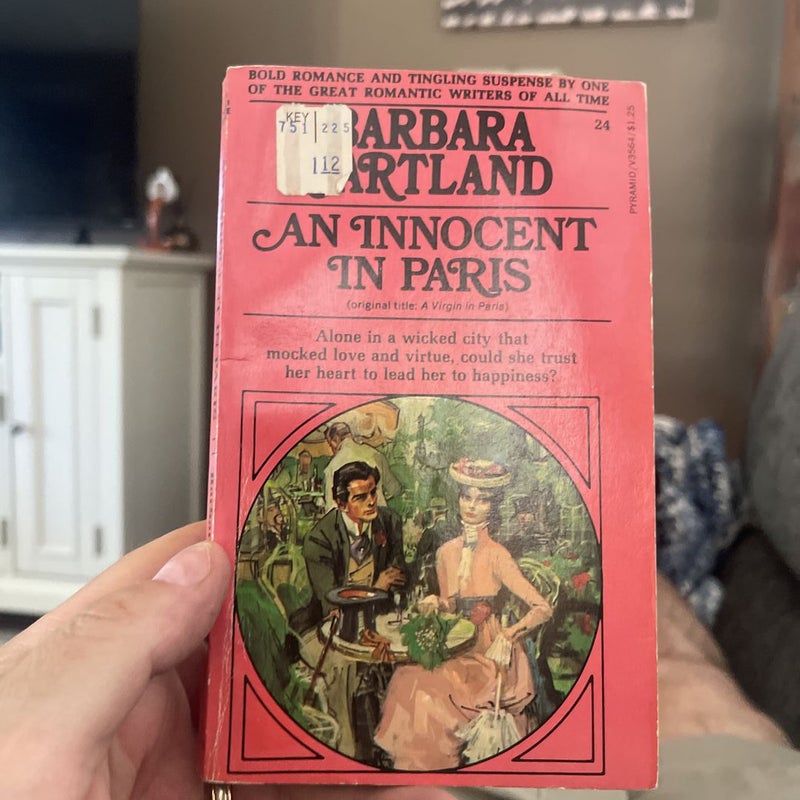 BOLD ROMANCE AND TINGLING SUSPENSE BY ONE
OF THE GREAT ROMANTIC WRITERS OF ALL TIME
KEY
751 225
112
BARBARA
ARTLAND
24
PYRAMID/V3564/$1.25
AN INNOCENT
IN PARIS
(original title: A Virgin in Paris)
Alone in a wicked city that
mocked love and virtue, could she trust
her heart to lead her to happiness?